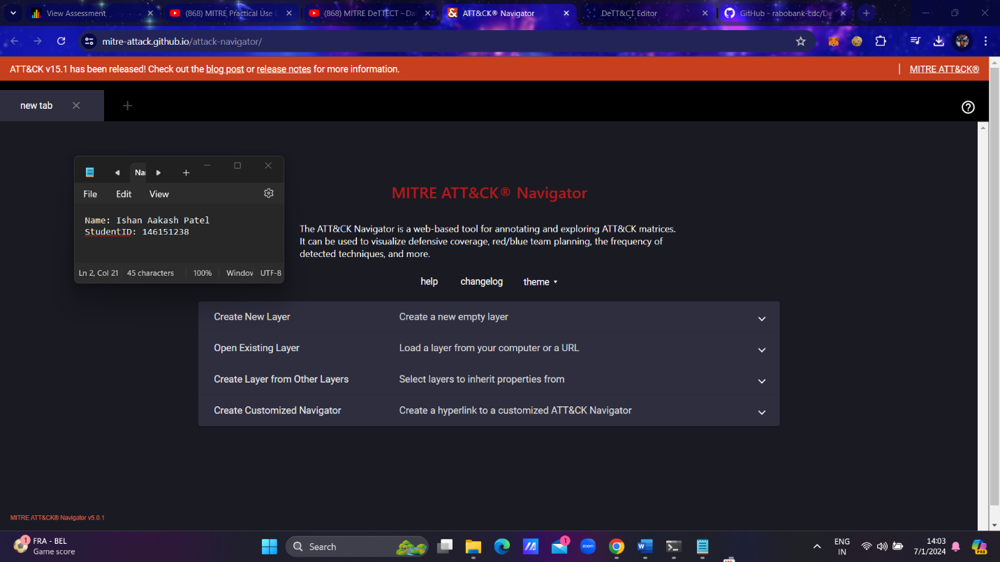 View Assessment
(868) MITRE Practical Use C
(868) MITRE DeTTECT – Da
ATT&CK® Navigator
DeTT&CT Editor
GitHub - rabobank-cdc/De
mitre-attack.github.io/attack-navigator/
ATT&CK v15.1 has been released! Check out the blog post or release notes for more information.
MITRE ATT&CK®
new tab
Na
File Edit View
Name: Ishan Aakash Patel
StudentID: 146151238
Ln 2, Col 21 45 characters 100% Window UTF-8
MITRE ATT&CK® Navigator
The ATT&CK Navigator is a web-based tool for annotating and exploring ATT&CK matrices.
It can be used to visualize defensive coverage, red/blue team planning, the frequency of
detected techniques, and more.
help changelog theme
Create New Layer Create a new empty layer
Open Existing Layer Load a layer from your computer or a URL
Create Layer from Other Layers Select layers to inherit properties from
Create Customized Navigator Create a hyperlink to a customized ATT&CK Navigator
MITRE ATT&CK® Navigator v5.0.1
1
FRA - BEL
Game score
Search
1
zoom
ENG
IN
14:03
7/1/2024
PRE